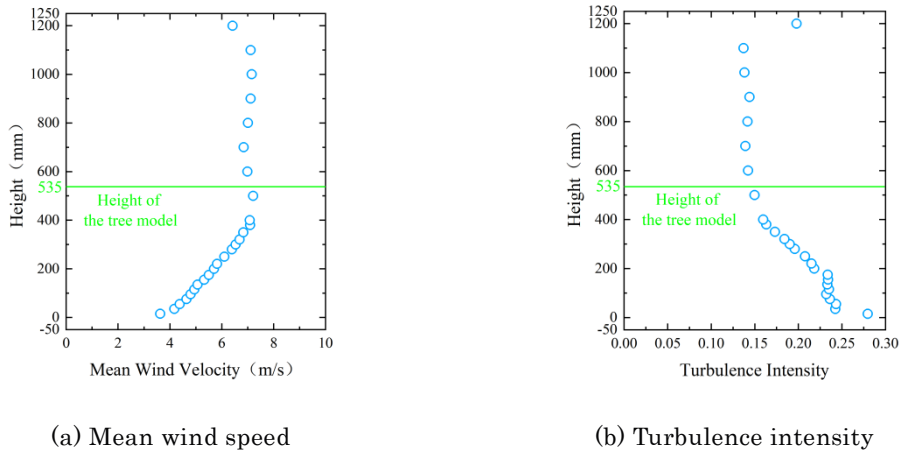 1200
1000
800
600
535
400
200
0
-50
Height（mm）
Height of
the tree model
0 2 4 6 8 10
Mean Wind Velocity（m/s）
(a) Mean wind speed
1200
1000
800
600
535
400
200
0
-50
Height（mm）
Height of
the tree model
0.00 0.05 0.10 0.15 0.20 0.25 0.30
Turbulence Intensity
(b) Turbulence intensity